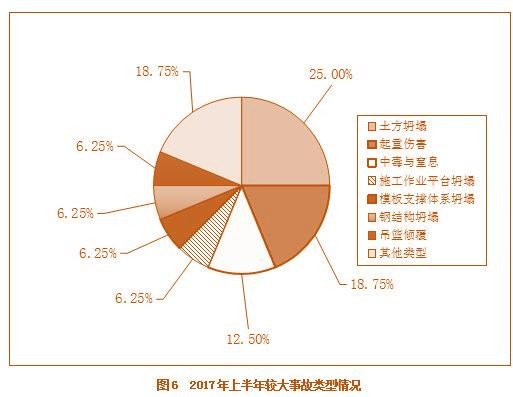 18.75%
25.00%
6.25%
6.25%
6.25%
6.25%
12.50%
18.75%
土方坍塌
起重伤害
中毒与窒息
施工作业平台坍塌
模板支撑体系坍塌
钢结构坍塌
吊篮倾覆
其他类型
图6 2017年上半年较大事故类型情况